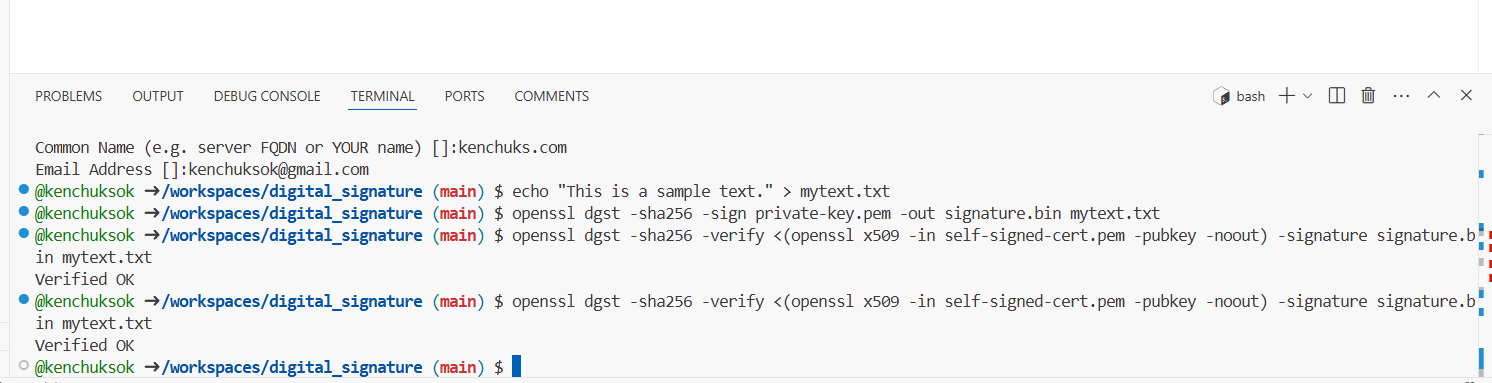 PROBLEMS OUTPUT DEBUG CONSOLE TERMINAL PORTS COMMENTS bash
Common Name (e.g. server FQDN or YOUR name) []:kenchuks.com
Email Address []:kenchuksok@gmail.com
@kenchuksok ➜/workspaces/digital_signature (main) $ echo "This is a sample text." > mytext.txt
@kenchuksok ➜/workspaces/digital_signature (main) $ openssl dgst -sha256 -sign private-key.pem -out signature.bin mytext.txt
@kenchuksok ➜/workspaces/digital_signature (main) $ openssl dgst -sha256 -verify <(openssl x509 -in self-signed-cert.pem -pubkey -noout) -signature signature.b
in mytext.txt
Verified OK
@kenchuksok ➜/workspaces/digital_signature (main) $ openssl dgst -sha256 -verify <(openssl x509 -in self-signed-cert.pem -pubkey -noout) -signature signature.b
in mytext.txt
Verified OK
@kenchuksok ➜/workspaces/digital_signature (main) $